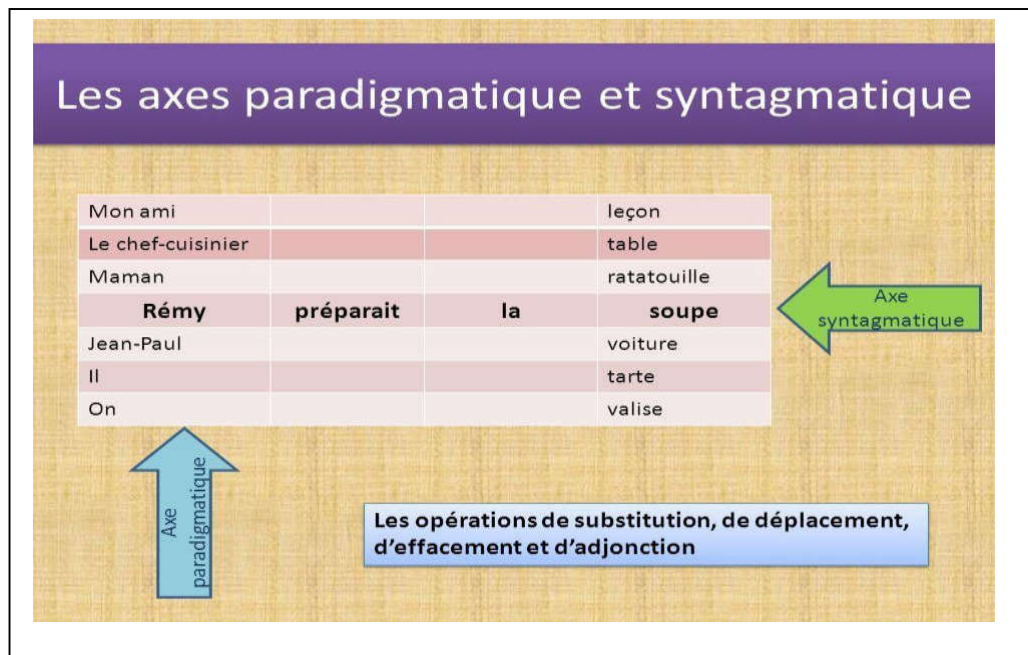 Les axes paradigmatique et syntagmatique
Mon ami leçon
Le chef-cuisinier table
Maman ratatouille
Rémy préparait la soupe
Jean-Paul voiture
Il tarte
On valise
Axe
syntagmatique
Axe
paradigmatique
Les opérations de substitution, de déplacement,
d'effacement et d'adjonction